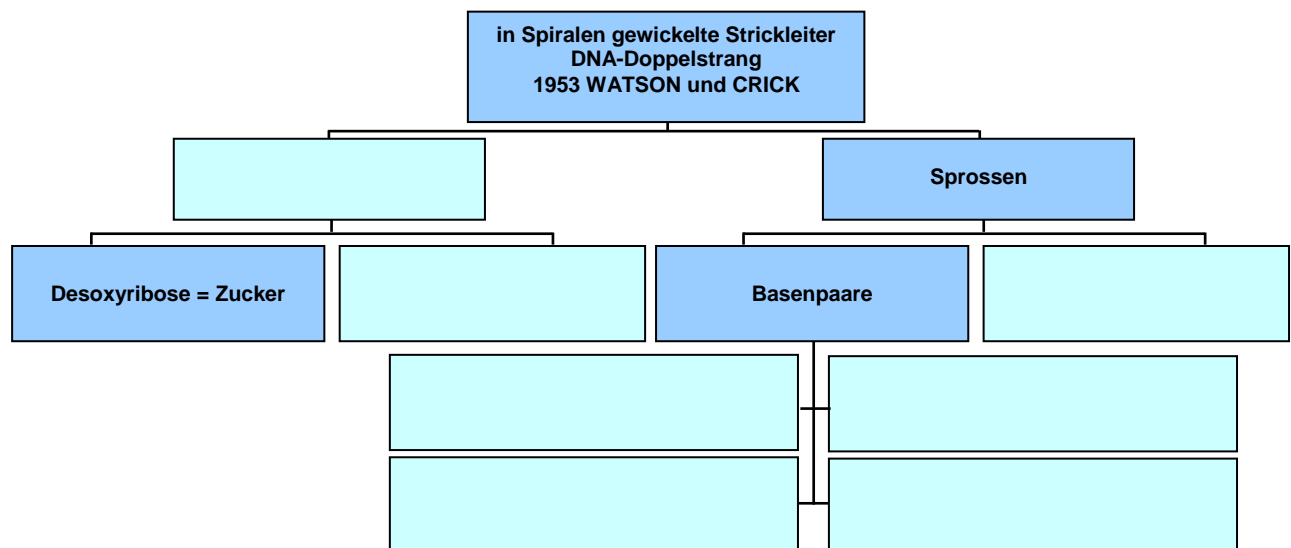 in Spiralen gewickelte Strickleiter
DNA-Doppelstrang
1953 WATSON und CRICK
Sprossen
Desoxyribose = Zucker
Basenpaare